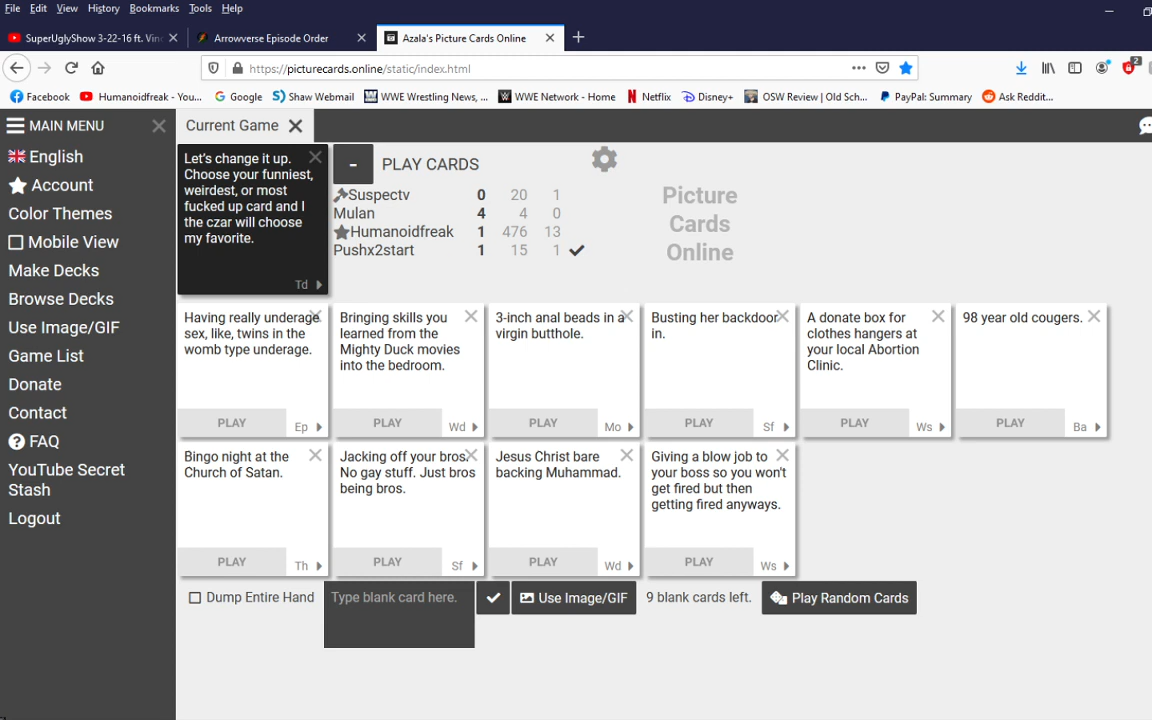 File Edit View History Bookmarks Tools Help
SuperUglyShow 3-22-16 ft. Vin
Arrowverse Episode Order
Azala's Picture Cards Online
https://picturecards.online/static/index.html
2
Facebook
Humanoidfreak - You...
Google
Shaw Webmail
WWE Wrestling News, ...
WWE Network - Home
Netflix
Disney+
OSW Review | Old Sch...
PayPal: Summary
Ask Reddit...
MAIN MENU
English
Account
Color Themes
Mobile View
Make Decks
Browse Decks
Use Image/GIF
Game List
Donate
Contact
FAQ
YouTube Secret
Stash
Logout
Current Game
Let's change it up.
Choose your funniest,
weirdest, or most
fucked up card and I
the czar will choose
my favorite.
Td
-
PLAY CARDS
Suspectv 0 20 1
Mulan 4 4 0
Humanoidfreak 1 476 13
Pushx2start 1 15 1
Picture
Cards
Online
Having really underage
sex, like, twins in the
womb type underage.
PLAY Ep
Bringing skills you
learned from the
Mighty Duck movies
into the bedroom.
PLAY Wd
3-inch anal beads in a
virgin butthole.
PLAY Mo
Busting her backdoor
in.
PLAY Sf
A donate box for
clothes hangers at
your local Abortion
Clinic.
PLAY Ws
98 year old cougers.
PLAY Ba
Bingo night at the
Church of Satan.
PLAY Th
Jacking off your bros.
No gay stuff. Just bros
being bros.
PLAY Sf
Jesus Christ bare
backing Muhammad.
PLAY Wd
Giving a blow job to
your boss so you won't
get fired but then
getting fired anyways.
PLAY Ws
Dump Entire Hand
Type blank card here.
Use Image/GIF
9 blank cards left.
Play Random Cards